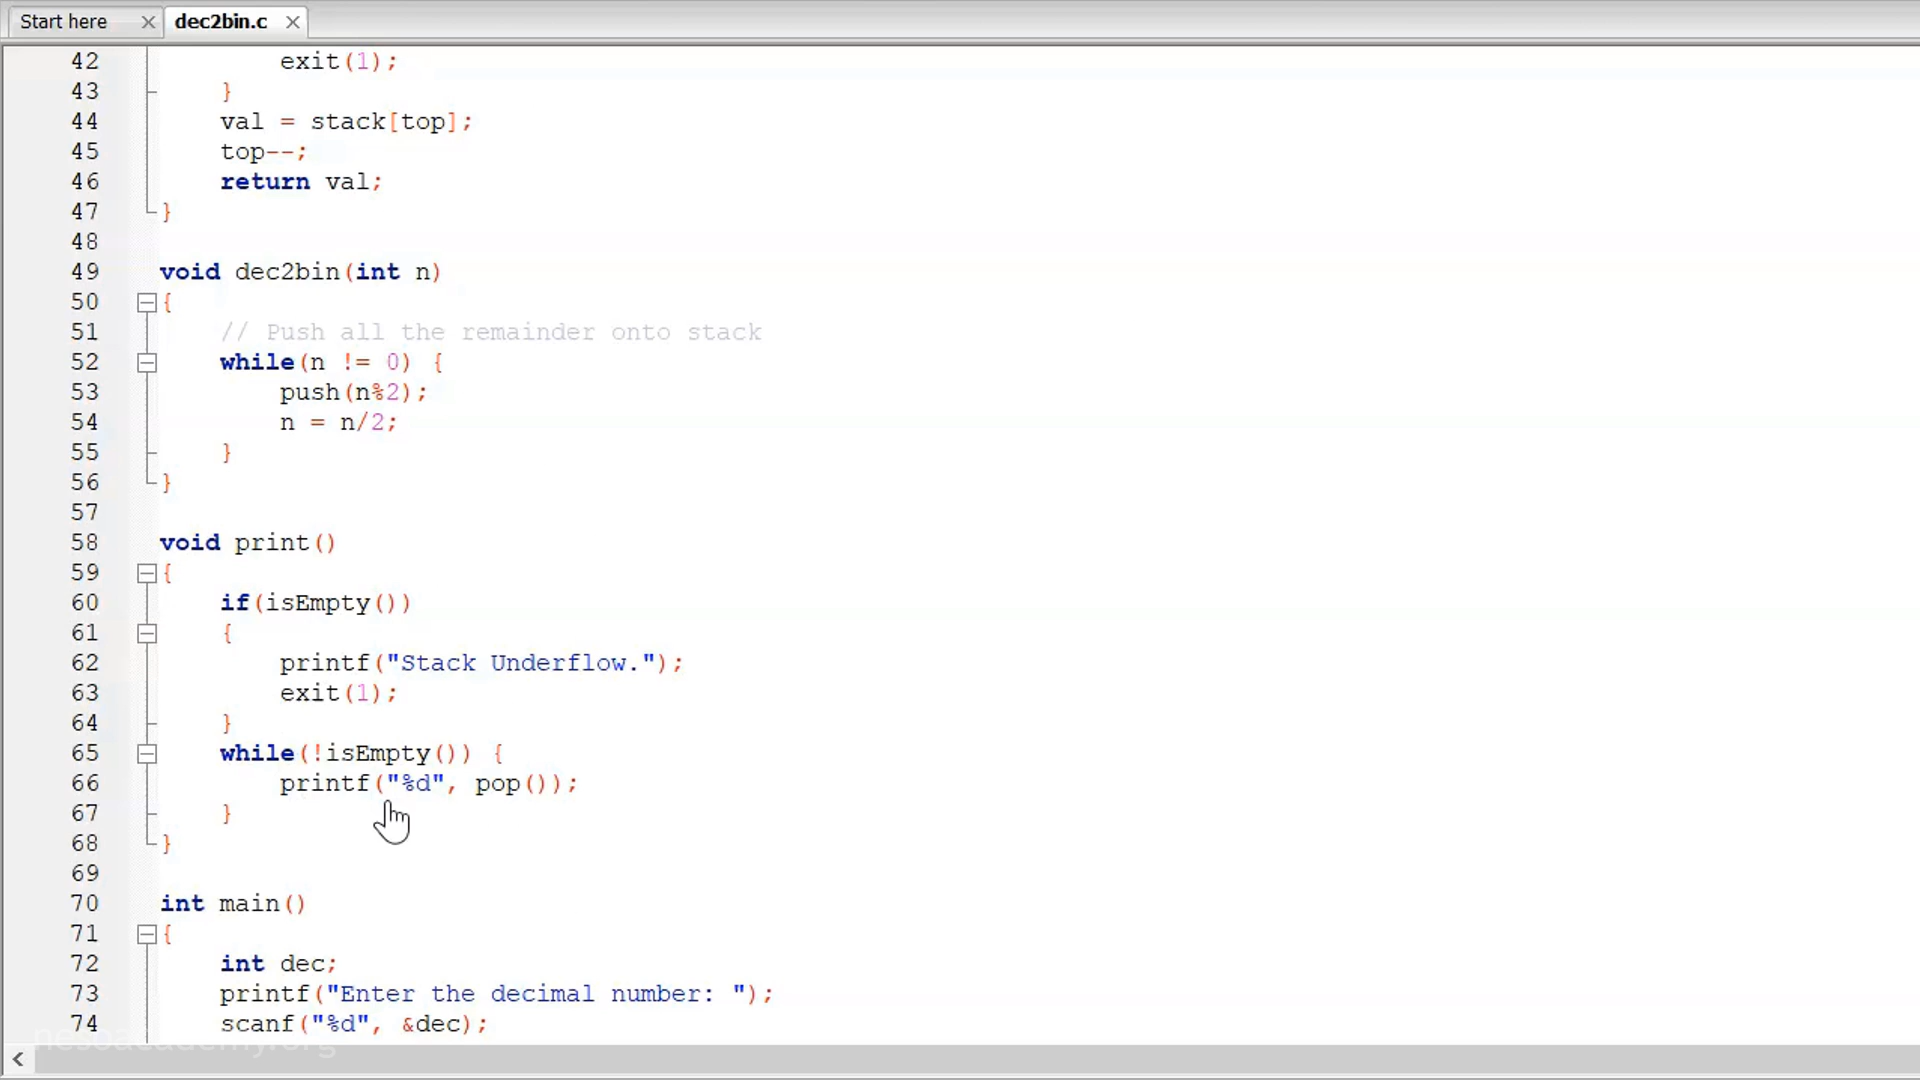 Start here
dec2bin.c
42 exit(1);
43 }
44 val = stack[top];
45 top--;
46 return val;
47 }
48
49 void dec2bin(int n)
50 {
51 // Push all the remainder onto stack
52 while(n != 0) {
53 push(n%2);
54 n = n/2;
55 }
56 }
57
58 void print()
59 {
60 if(isEmpty())
61 {
62 printf("Stack Underflow.");
63 exit(1);
64 }
65 while(!isEmpty()) {
66 printf("%d", pop());
67 }
68 }
69
70 int main()
71 {
72 int dec;
73 printf("Enter the decimal number: ");
74 scanf("%d", &dec);
nesoacademy.org